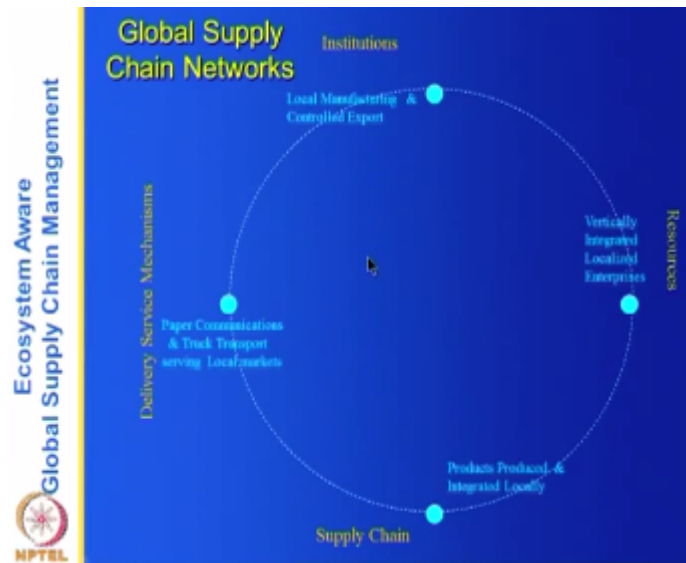 Ecosystem Aware
Global Supply Chain Management
NPTEL
Global Supply
Chain Networks
Institutions
Local Manufacturing &
Controlled Export
Vertically
Integrated
Localized
Enterprises
Resources
Delivery Service Mechanisms
Paper Communications
& Truck Transport
serving Local markets
Products Produced &
Integrated Locally
Supply Chain